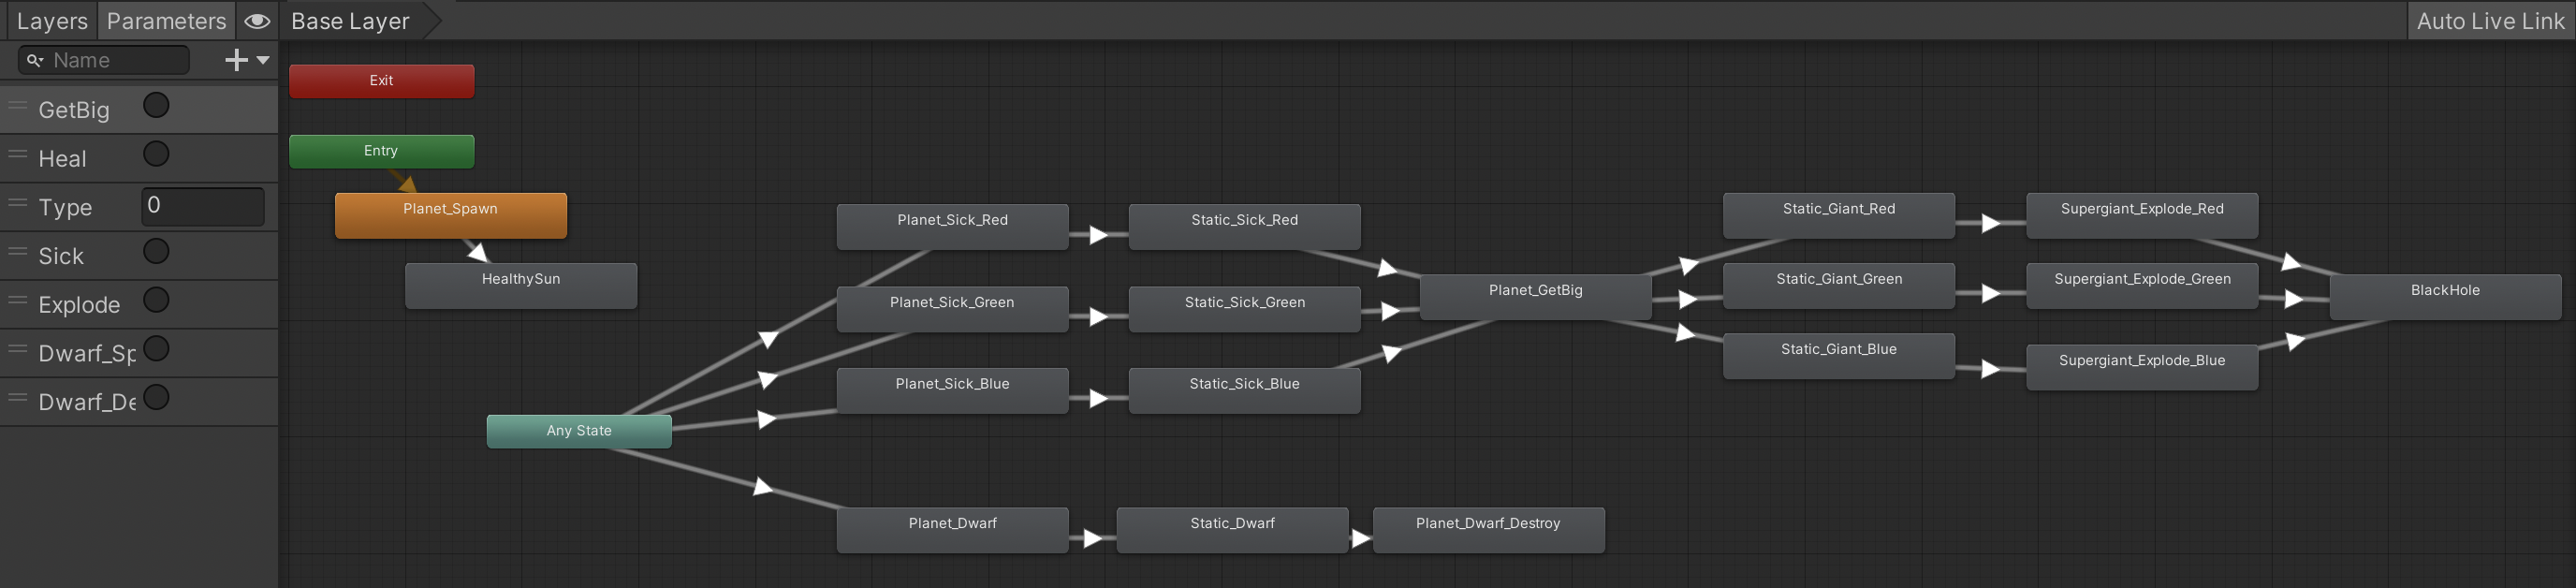 Layers Parameters
Base Layer
Auto Live Link
Name
GetBig
Heal
Type 0
Sick
Explode
Dwarf_Sp
Dwarf_De
Exit
Entry
Planet_Spawn
HealthySun
Any State
Planet_Sick_Red
Static_Sick_Red
Planet_Sick_Green
Static_Sick_Green
Planet_Sick_Blue
Static_Sick_Blue
Planet_GetBig
Static_Giant_Red
Supergiant_Explode_Red
Static_Giant_Green
Supergiant_Explode_Green
Static_Giant_Blue
Supergiant_Explode_Blue
BlackHole
Planet_Dwarf
Static_Dwarf
Planet_Dwarf_Destroy